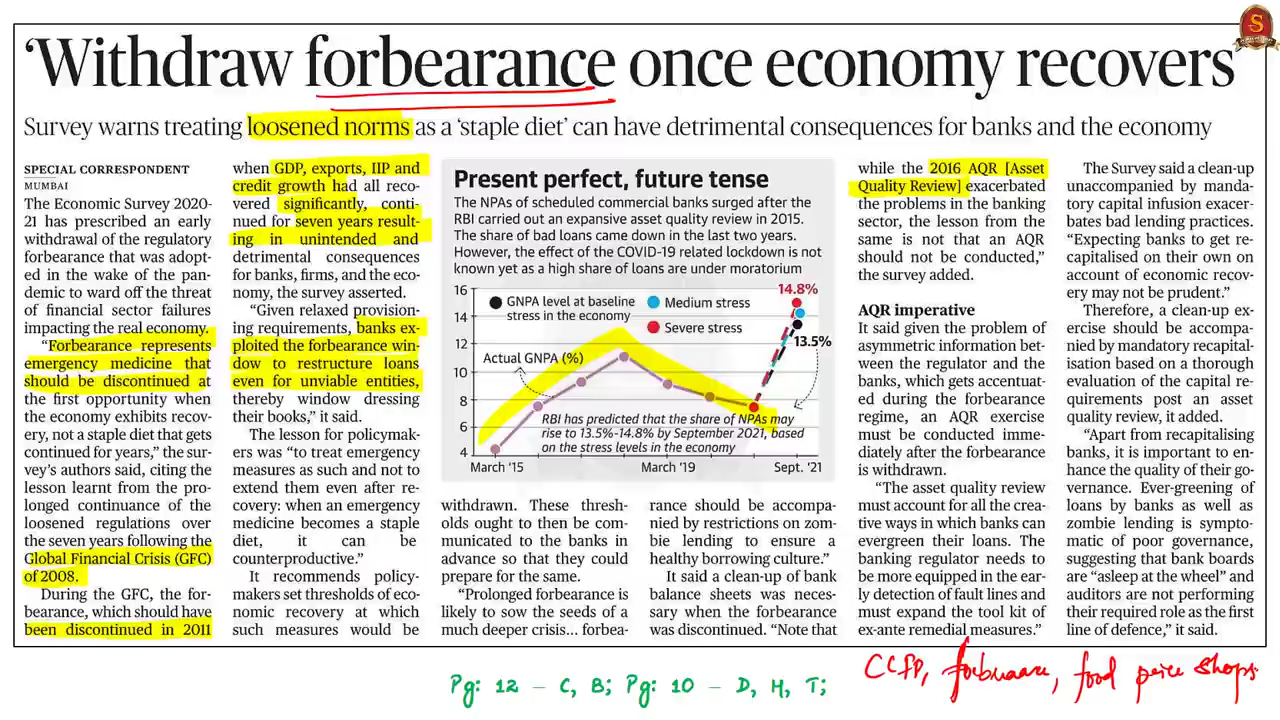 ‘Withdraw forbearance once economy recovers’
Survey warns treating loosened norms as a ‘staple diet’ can have detrimental consequences for banks and the economy
SPECIAL CORRESPONDENT
MUMBAI
The Economic Survey 2020-
21 has prescribed an early
withdrawal of the regulatory
forbearance that was adopt-
ed in the wake of the pan-
demic to ward off the threat
of financial sector failures
impacting the real economy.
“Forbearance represents
emergency medicine that
should be discontinued at
the first opportunity when
the economy exhibits recov-
ery, not a staple diet that gets
continued for years,” the sur-
vey’s authors said, citing the
lesson learnt from the pro-
longed continuance of the
loosened regulations over
the seven years following the
Global Financial Crisis (GFC)
of 2008.
During the GFC, the for-
bearance, which should have
been discontinued in 2011
when GDP, exports, IIP and
credit growth had all reco-
vered significantly, conti-
nued for seven years result-
ing in unintended and
detrimental consequences
for banks, firms, and the eco-
nomy, the survey asserted.
“Given relaxed provision-
ing requirements, banks ex-
ploited the forbearance win-
dow to restructure loans
even for unviable entities,
thereby window dressing
their books,” it said.
The lesson for policymak-
ers was “to treat emergency
measures as such and not to
extend them even after re-
covery: when an emergency
medicine becomes a staple
diet, it can be
counterproductive.”
It recommends policy-
makers set thresholds of eco-
nomic recovery at which
such measures would be
Present perfect, future tense
The NPAs of scheduled commercial banks surged after the
RBI carried out an expansive asset quality review in 2015.
The share of bad loans came down in the last two years.
However, the effect of the COVID-19 related lockdown is not
known yet as a high share of loans are under moratorium
16
14
12
10
8
6
4
GNPA level at baseline
stress in the economy
Medium stress
Severe stress
14.8%
13.5%
Actual GNPA (%)
RBI has predicted that the share of NPAs may
rise to 13.5%-14.8% by September 2021, based
on the stress levels in the economy
March '15
March '19
Sept. '21
withdrawn. These thresh-
olds ought to then be com-
municated to the banks in
advance so that they could
prepare for the same.
“Prolonged forbearance is
likely to sow the seeds of a
much deeper crisis... forbea-
rance should be accompa-
nied by restrictions on zom-
bie lending to ensure a
healthy borrowing culture.”
It said a clean-up of bank
balance sheets was neces-
sary when the forbearance
was discontinued. “Note that
while the 2016 AQR [Asset
Quality Review] exacerbated
the problems in the banking
sector, the lesson from the
same is not that an AQR
should not be conducted,”
the survey added.
AQR imperative
It said given the problem of
asymmetric information bet-
ween the regulator and the
banks, which gets accentuat-
ed during the forbearance
regime, an AQR exercise
must be conducted imme-
diately after the forbearance
is withdrawn.
“The asset quality review
must account for all the crea-
tive ways in which banks can
evergreen their loans. The
banking regulator needs to
be more equipped in the ear-
ly detection of fault lines and
must expand the tool kit of
ex-ante remedial measures.”
The Survey said a clean-up
unaccompanied by manda-
tory capital infusion exacer-
bates bad lending practices.
“Expecting banks to get re-
capitalised on their own on
account of economic recov-
ery may not be prudent.”
Therefore, a clean-up ex-
ercise should be accompa-
nied by mandatory recapital-
isation based on a thorough
evaluation of the capital re-
quirements post an asset
quality review, it added.
“Apart from recapitalising
banks, it is important to en-
hance the quality of their go-
vernance. Ever-greening of
loans by banks as well as
zombie lending is sympto-
matic of poor governance,
suggesting that bank boards
are “asleep at the wheel” and
auditors are not performing
their required role as the first
line of defence,” it said.
Pg: 12 - C, B; Pg: 10 - D, H, T;
food price shops